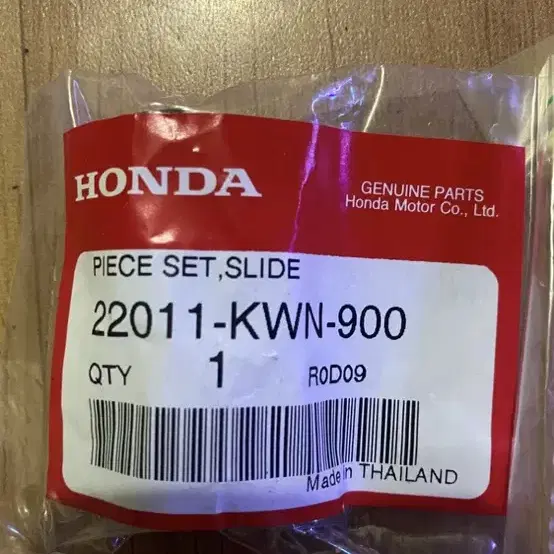 HONDA
GENUINE PARTS
Honda Motor Co., Ltd.
PIECE SET,SLIDE
22011-KWN-900
QTY 1 R0D09
Made in THAILAND